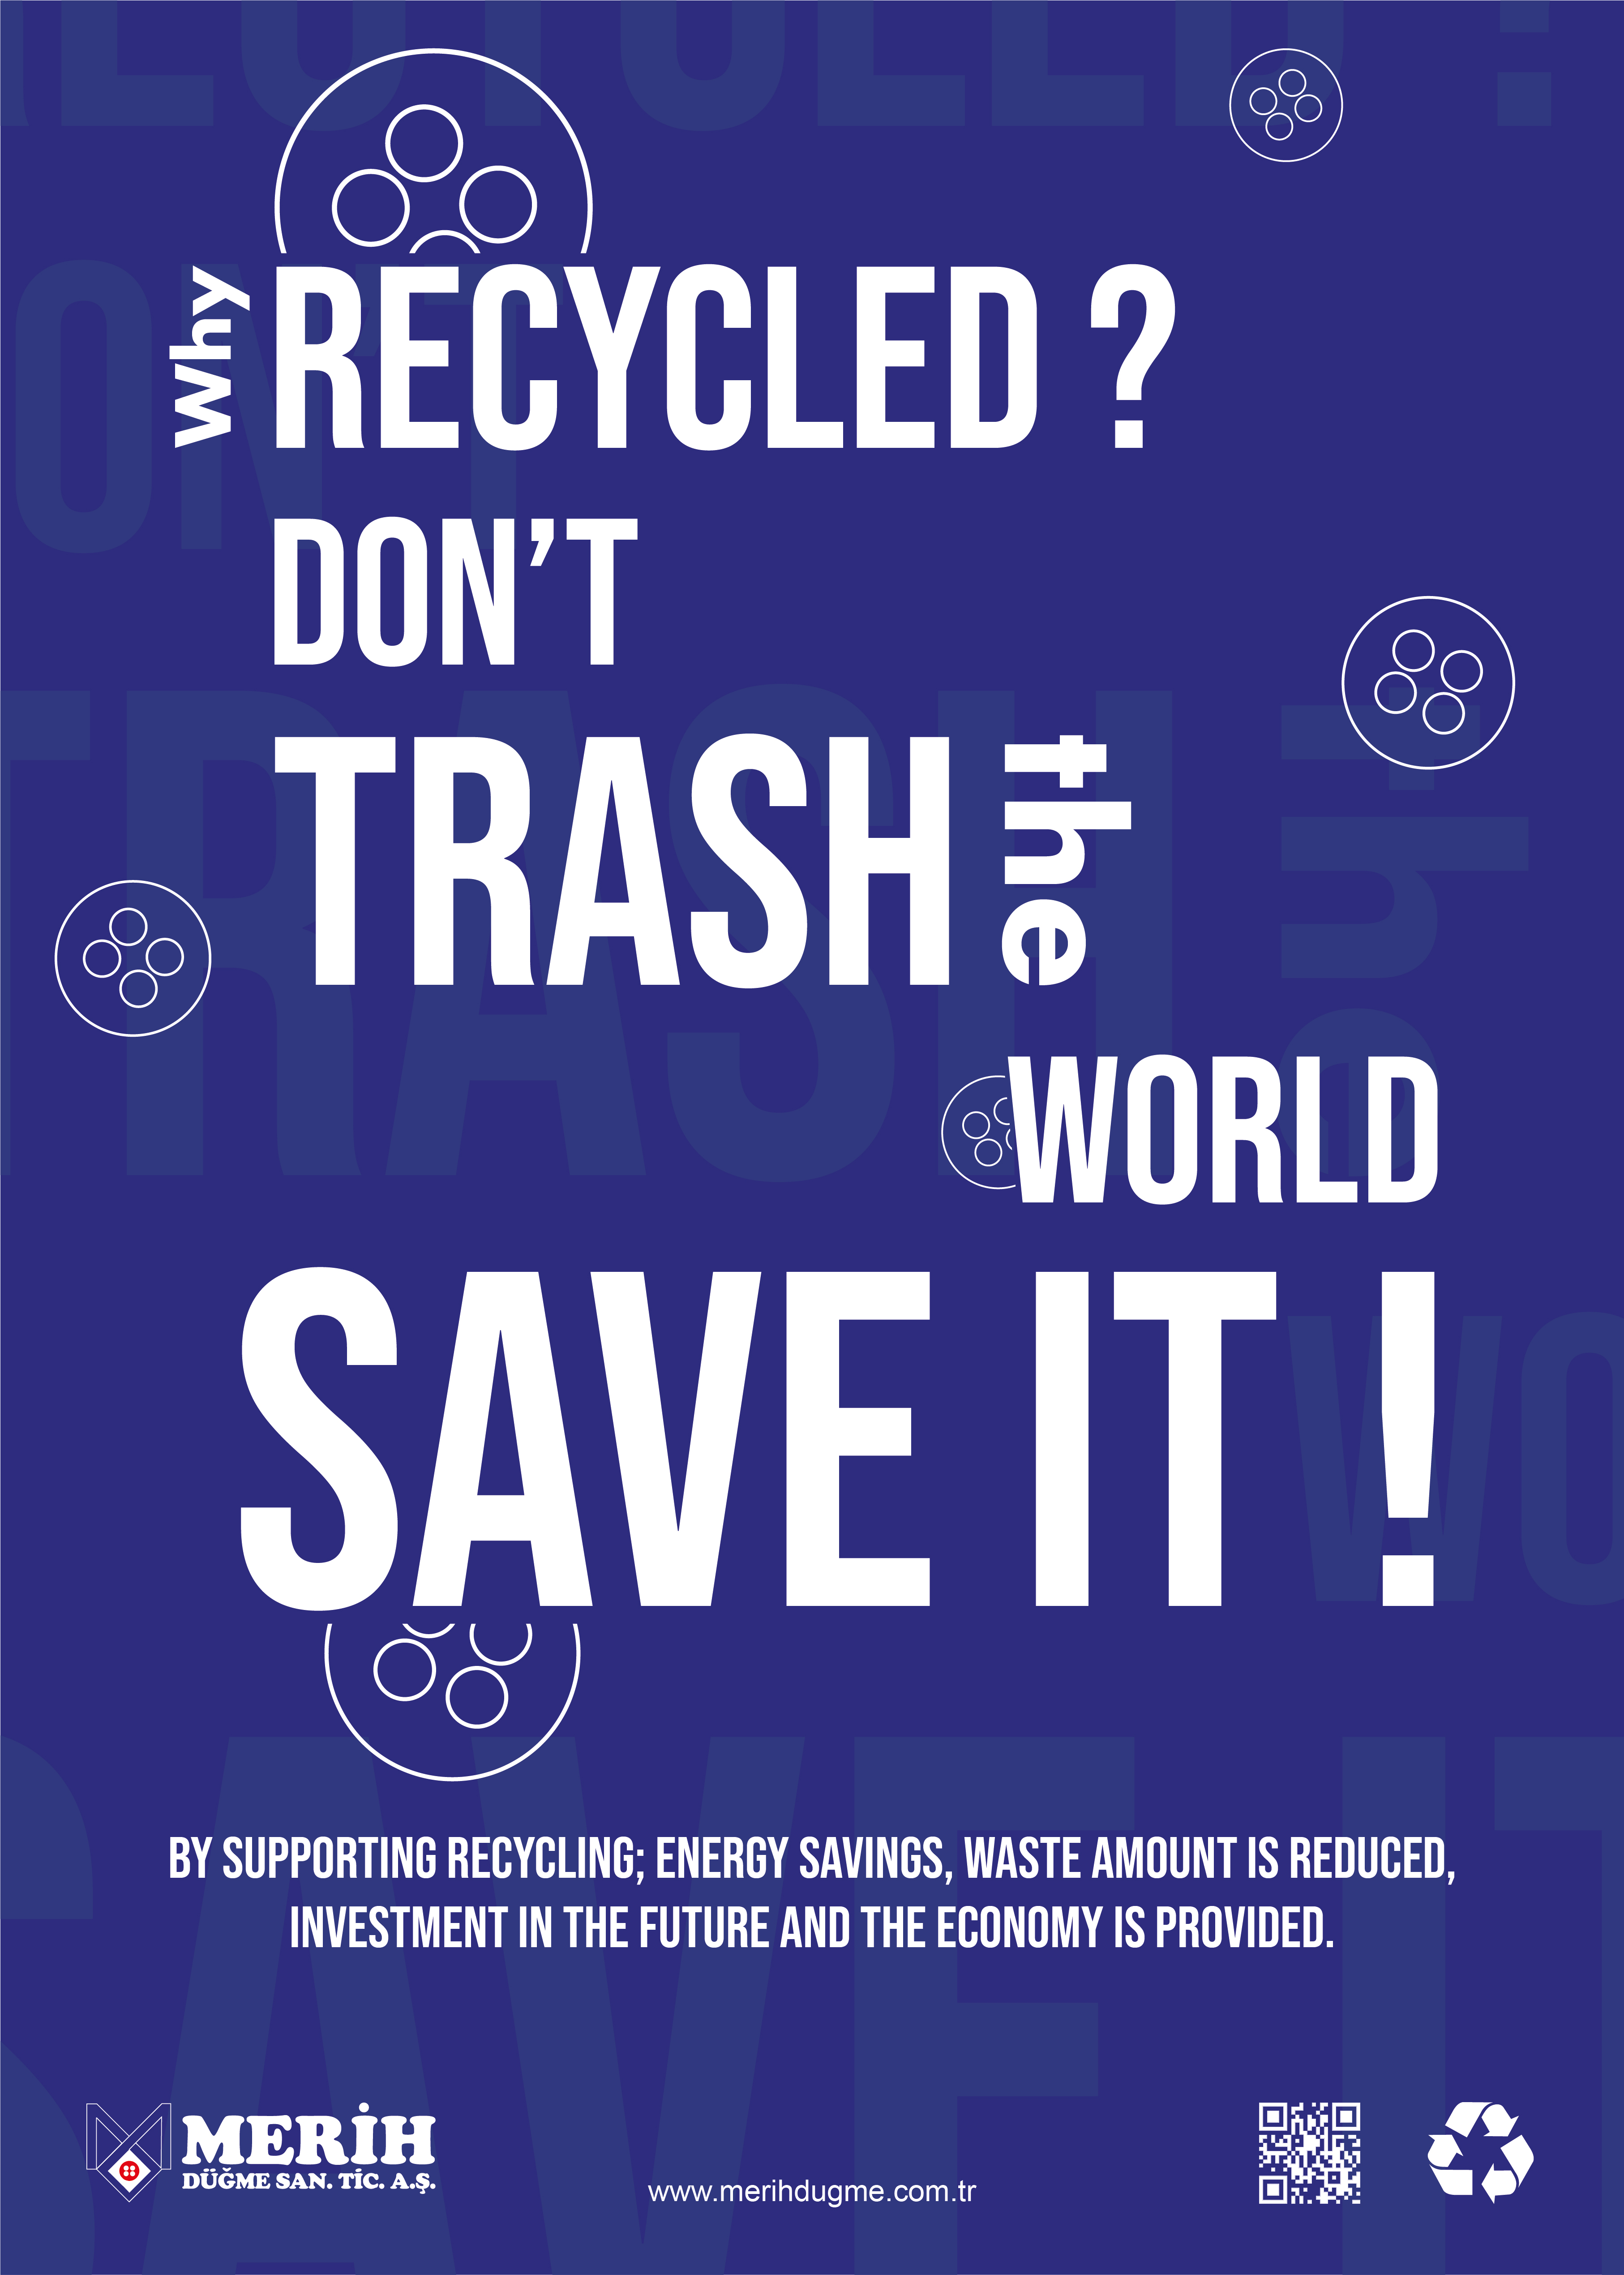 Why RECYCLED ?
DON'T
TRASH the
WORLD
SAVE IT !
BY SUPPORTING RECYCLING; ENERGY SAVINGS, WASTE AMOUNT IS REDUCED,
INVESTMENT IN THE FUTURE AND THE ECONOMY IS PROVIDED.
MERİH
DÜĞME SAN. TİC. A.Ş.
www.merihdugme.com.tr